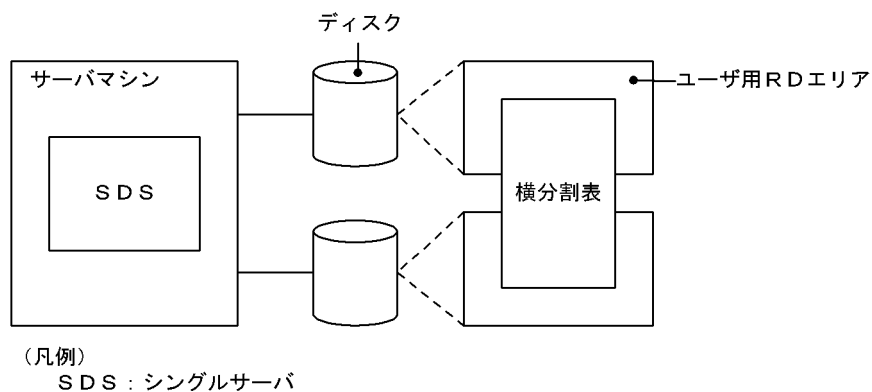 ディスク
サーバマシン
ユーザ用ＲＤエリア
ＳＤＳ
横分割表
（凡例）
ＳＤＳ：シングルサーバ